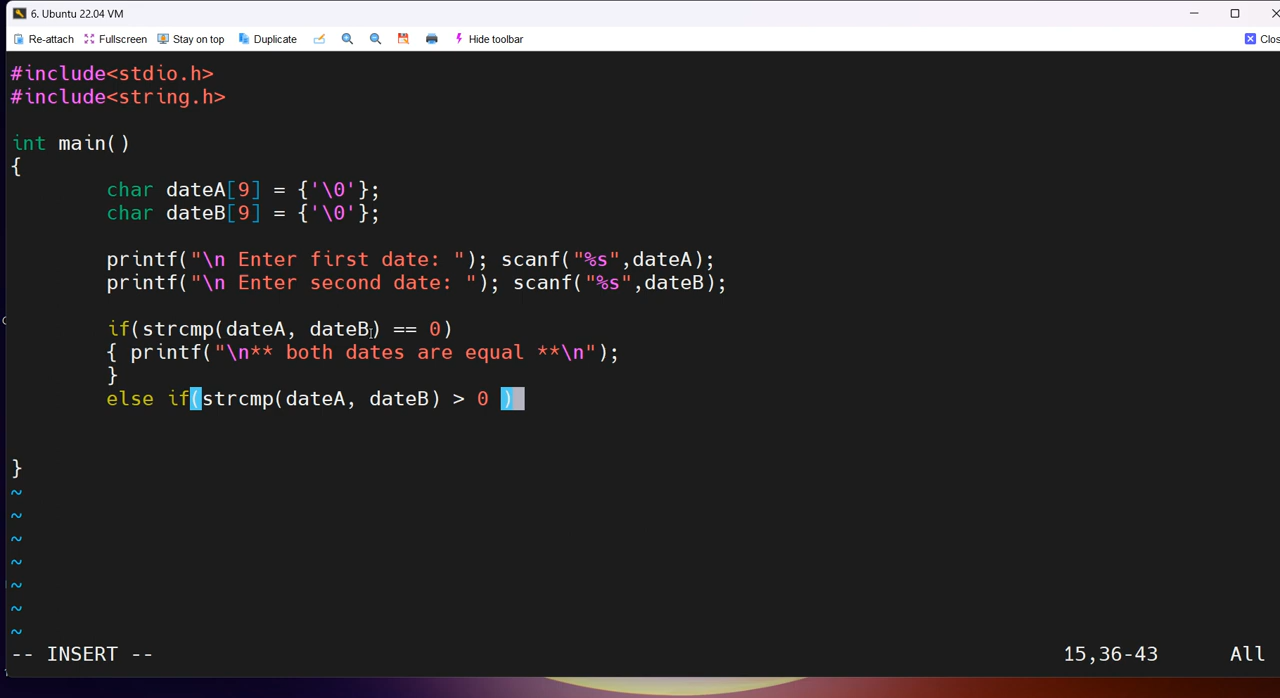 6. Ubuntu 22.04 VM
Re-attach Fullscreen Stay on top Duplicate Hide toolbar Clos
#include<stdio.h>
#include<string.h>
int main()
{
char dateA[9] = {'\0'};
char dateB[9] = {'\0'};
printf("\n Enter first date: "); scanf("%s",dateA);
printf("\n Enter second date: "); scanf("%s",dateB);
if(strcmp(dateA, dateB) == 0)
{ printf("\n** both dates are equal **\n");
}
else if(strcmp(dateA, dateB) > 0 )
}
~
~
~
~
~
~
~
-- INSERT -- 15,36-43 All